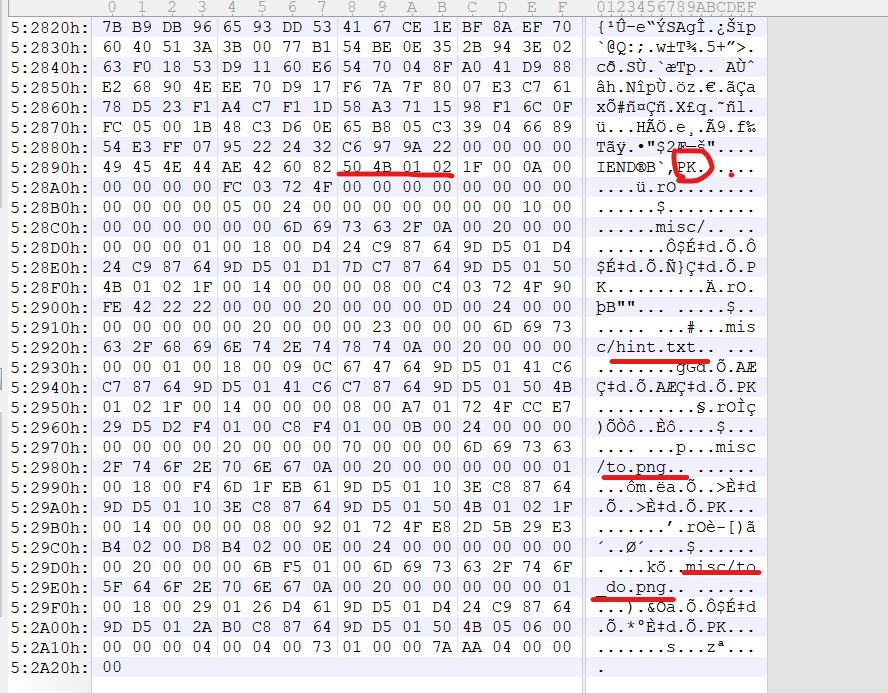 0 1 2 3 4 5 6 7 8 9 A B C D E F 0123456789ABCDEF
5:2820h: 7B B9 DB 96 65 93 DD 53 41 67 CE 1E BF 8A EF 70 {¹Û–e“ÝSAgÎ.¿Šïp
5:2830h: 60 40 51 3A 3B 00 77 B1 54 BE 0E 35 2B 94 3E 02 `@Q:;.w±T¾.5+”>.
5:2840h: 63 F0 18 53 D9 11 60 E6 54 70 04 8F A0 41 D9 88 cð.SÙ.`æTp.. AÙˆ
5:2850h: E2 68 90 4E EE 70 D9 17 F6 7A 7F 80 07 E3 C7 61 âh.NîpÙ.öz.€.ãÇa
5:2860h: 78 D5 23 F1 A4 C7 F1 1D 58 A3 71 15 98 F1 6C 0F xÕ#ñ¤Çñ.X£q.˜ñl.
5:2870h: FC 05 00 1B 48 C3 D6 0E 65 B8 05 C3 39 04 66 89 ü...HÃÖ.e¸.Ã9.f‰
5:2880h: 54 E3 FF 07 95 22 24 32 C6 97 9A 22 00 00 00 00 Tãÿ.•"$2Æ—š"....
5:2890h: 49 45 4E 44 AE 42 60 82 50 4B 01 02 1F 00 0A 00 IEND®B`‚PK......
5:28A0h: 00 00 00 00 FC 03 72 4F 00 00 00 00 00 00 00 00 ....ü.rO........
5:28B0h: 00 00 00 00 05 00 24 00 00 00 00 00 00 00 10 00 ......$.........
5:28C0h: 00 00 00 00 00 00 6D 69 73 63 2F 0A 00 20 00 00 ......misc/.. ..
5:28D0h: 00 00 00 01 00 18 00 D4 24 C9 87 64 9D D5 01 D4 .......Ô$É‡d.Õ.Ô
5:28E0h: 24 C9 87 64 9D D5 01 D1 7D C7 87 64 9D D5 01 50 $É‡d.Õ.Ñ}Ç‡d.Õ.P
5:28F0h: 4B 01 02 1F 00 14 00 00 00 08 00 C4 03 72 4F 90 K..........Ä.rO.
5:2900h: FE 42 22 22 00 00 00 20 00 00 00 0D 00 24 00 00 þB""... .....$..
5:2910h: 00 00 00 00 00 20 00 00 00 23 00 00 00 6D 69 73 ..... ...#...mis
5:2920h: 63 2F 68 69 6E 74 2E 74 78 74 0A 00 20 00 00 00 c/hint.txt.. ...
5:2930h: 00 00 01 00 18 00 09 0C 67 47 64 9D D5 01 41 C6 ........gGd.Õ.AÆ
5:2940h: C7 87 64 9D D5 01 41 C6 C7 87 64 9D D5 01 50 4B Ç‡d.Õ.AÆÇ‡d.Õ.PK
5:2950h: 01 02 1F 00 14 00 00 00 08 00 A7 01 72 4F CC E7 ..........§.rOÌç
5:2960h: 29 D5 D2 F4 01 00 C8 F4 01 00 0B 00 24 00 00 00 )ÕÒô..Èô....$...
5:2970h: 00 00 00 00 20 00 00 00 70 00 00 00 6D 69 73 63 .... ...p...misc
5:2980h: 2F 74 6F 2E 70 6E 67 0A 00 20 00 00 00 00 00 01 /to.png.. ......
5:2990h: 00 18 00 F4 6D 1F EB 61 9D D5 01 10 3E C8 87 64 ...ôm.ëa.Õ..>È‡d
5:29A0h: 9D D5 01 10 3E C8 87 64 9D D5 01 50 4B 01 02 1F .Õ..>È‡d.Õ.PK...
5:29B0h: 00 14 00 00 00 08 00 92 01 72 4F E8 2D 5B 29 E3 .......’.rOè-[)ã
5:29C0h: B4 02 00 D8 B4 02 00 0E 00 24 00 00 00 00 00 00 ´..Ø´....$......
5:29D0h: 00 20 00 00 00 6B F5 01 00 6D 69 73 63 2F 74 6F . ...kõ..misc/to
5:29E0h: 5F 64 6F 2E 70 6E 67 0A 00 20 00 00 00 00 00 01 _do.png.. ......
5:29F0h: 00 18 00 29 01 26 D4 61 9D D5 01 D4 24 C9 87 64 ...).&Ôa.Õ.Ô$É‡d
5:2A00h: 9D D5 01 2A B0 C8 87 64 9D D5 01 50 4B 05 06 00 .Õ.*°È‡d.Õ.PK...
5:2A10h: 00 00 00 04 00 04 00 73 01 00 00 7A AA 04 00 00 .......s...zª...
5:2A20h: 00 .